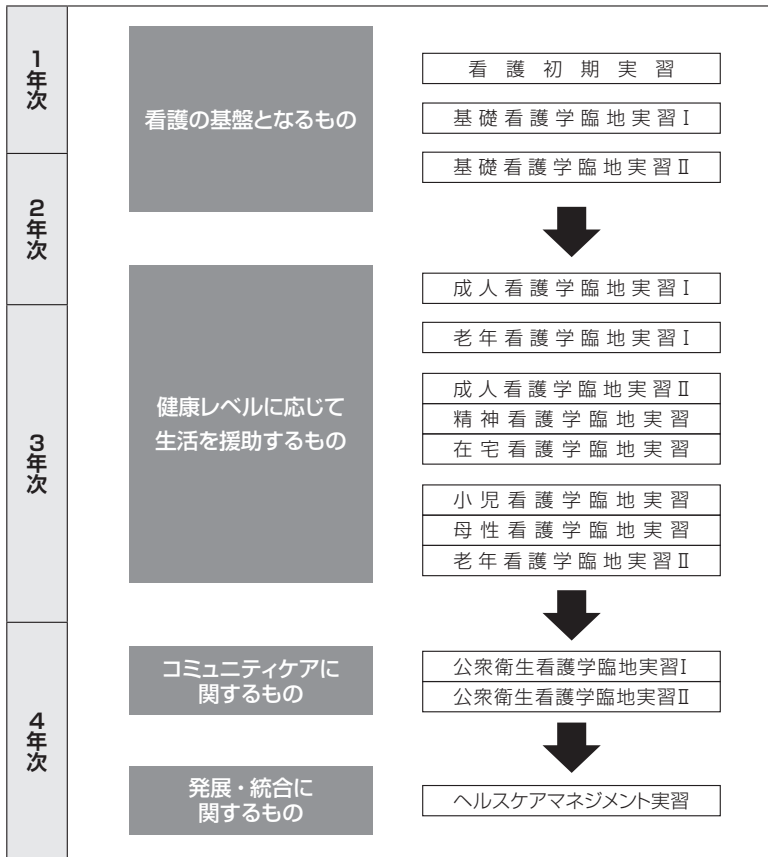 1年次
看護の基盤となるもの
看護初期実習
基礎看護学臨地実習Ⅰ
基礎看護学臨地実習Ⅱ
2年次
成人看護学臨地実習Ⅰ
老年看護学臨地実習Ⅰ
3年次
健康レベルに応じて
生活を援助するもの
成人看護学臨地実習Ⅱ
精神看護学臨地実習
在宅看護学臨地実習
小児看護学臨地実習
母性看護学臨地実習
老年看護学臨地実習Ⅱ
4年次
コミュニティケアに
関するもの
公衆衛生看護学臨地実習Ⅰ
公衆衛生看護学臨地実習Ⅱ
発展・統合に
関するもの
ヘルスケアマネジメント実習